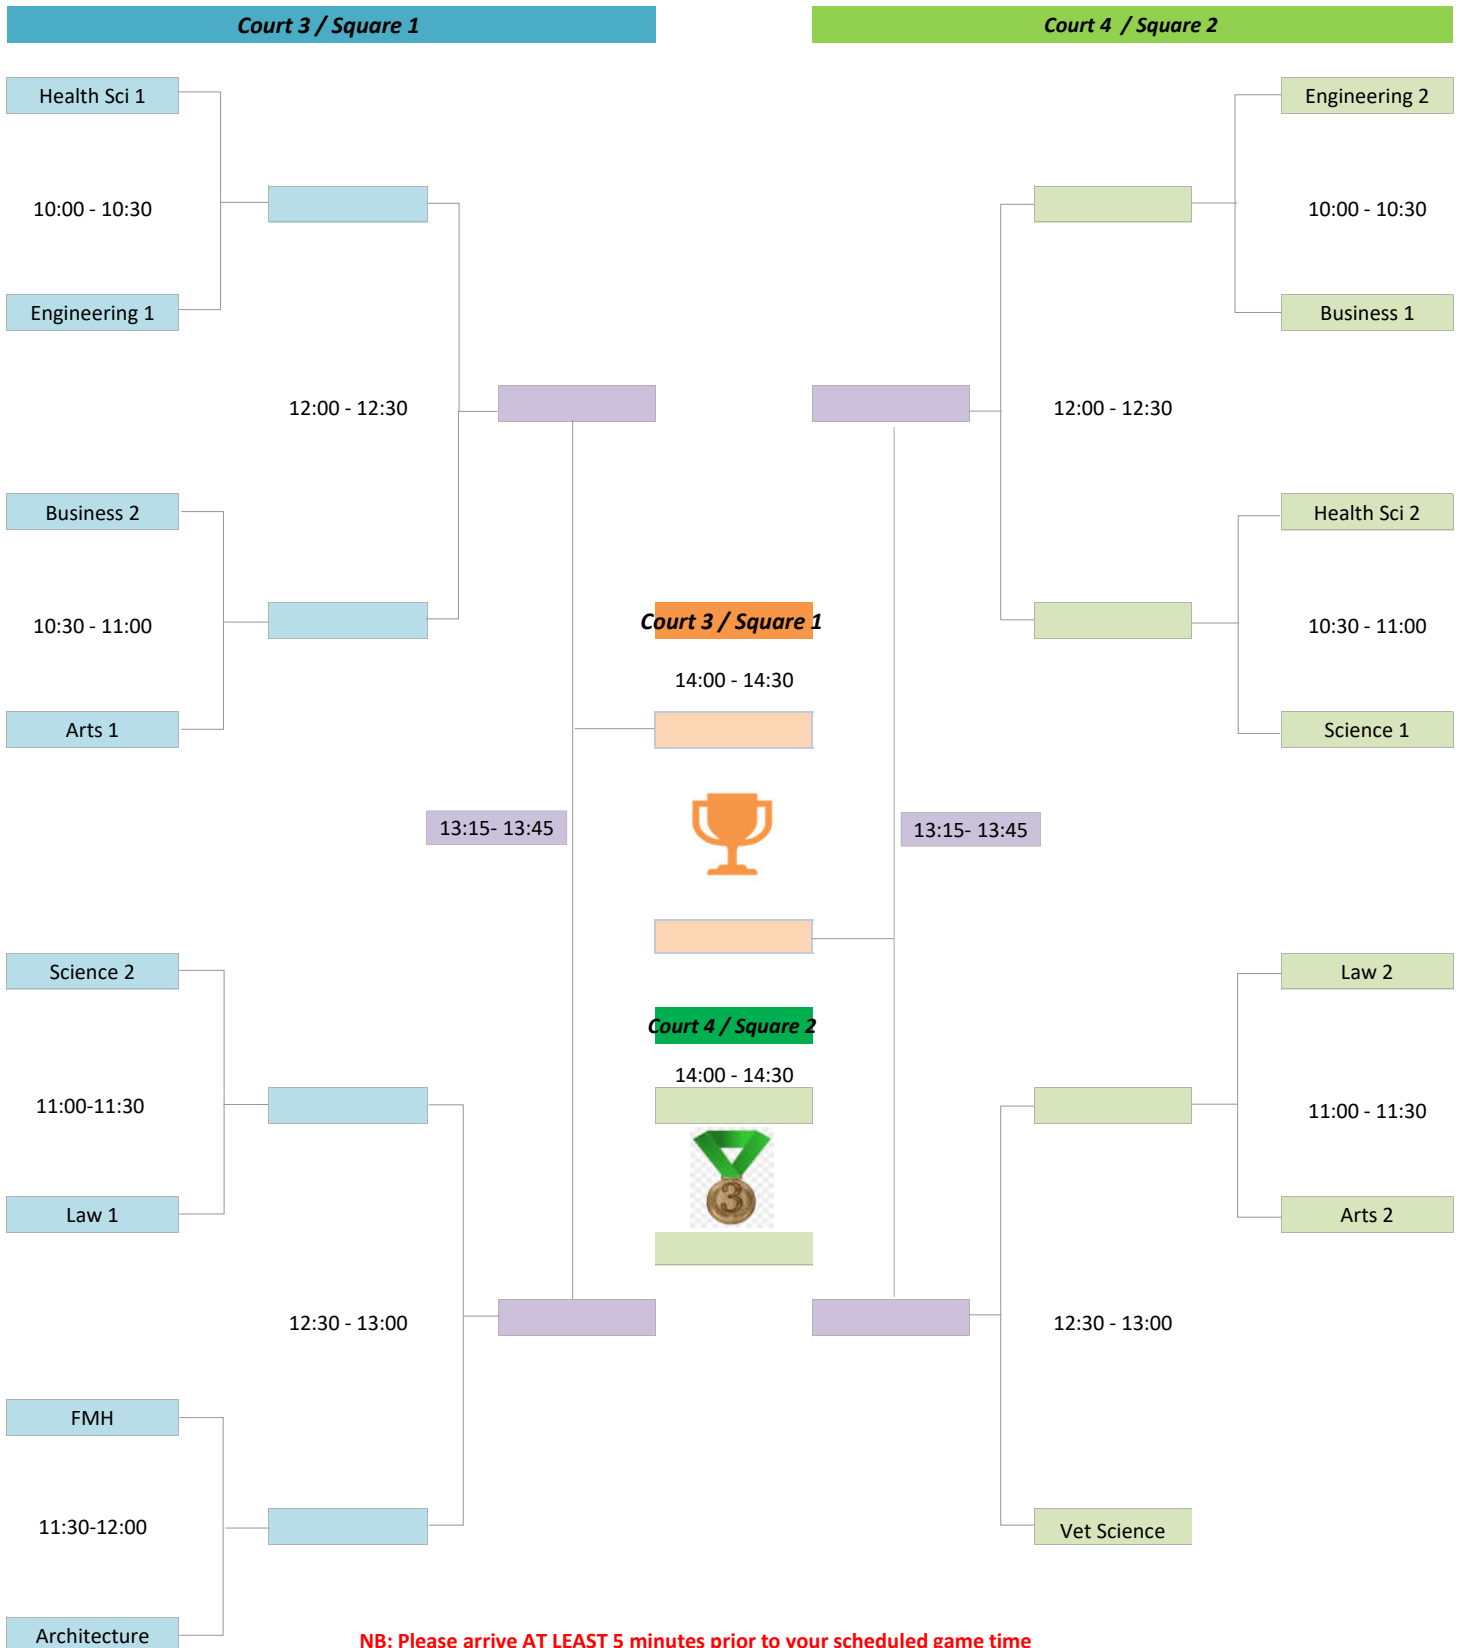 Court 3 / Square 1
Court 4 / Square 2
Health Sci 1
Engineering 2
10:00 - 10:30
10:00 - 10:30
Engineering 1
Business 1
12:00 - 12:30
12:00 - 12:30
Business 2
Health Sci 2
10:30 - 11:00
Court 3 / Square 1
10:30 - 11:00
14:00 - 14:30
Arts 1
Science 1
13:15- 13:45
13:15- 13:45
Science 2
Law 2
Court 4 / Square 2
14:00 - 14:30
11:00-11:30
11:00 - 11:30
3
Law 1
Arts 2
12:30 - 13:00
12:30 - 13:00
FMH
11:30-12:00
Vet Science
Architecture
NB: Please arrive AT LEAST 5 minutes prior to your scheduled game time